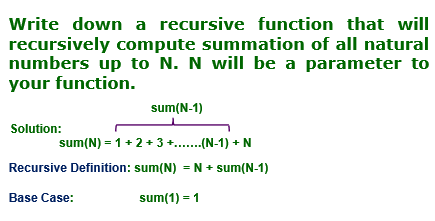 Write down a recursive function that will
recursively compute summation of all natural
numbers up to N. N will be a parameter to
your function.
sum(N-1)
Solution:
sum(N) = 1 + 2 + 3 +.......(N-1) + N
Recursive Definition: sum(N) = N + sum(N-1)
Base Case: sum(1) = 1